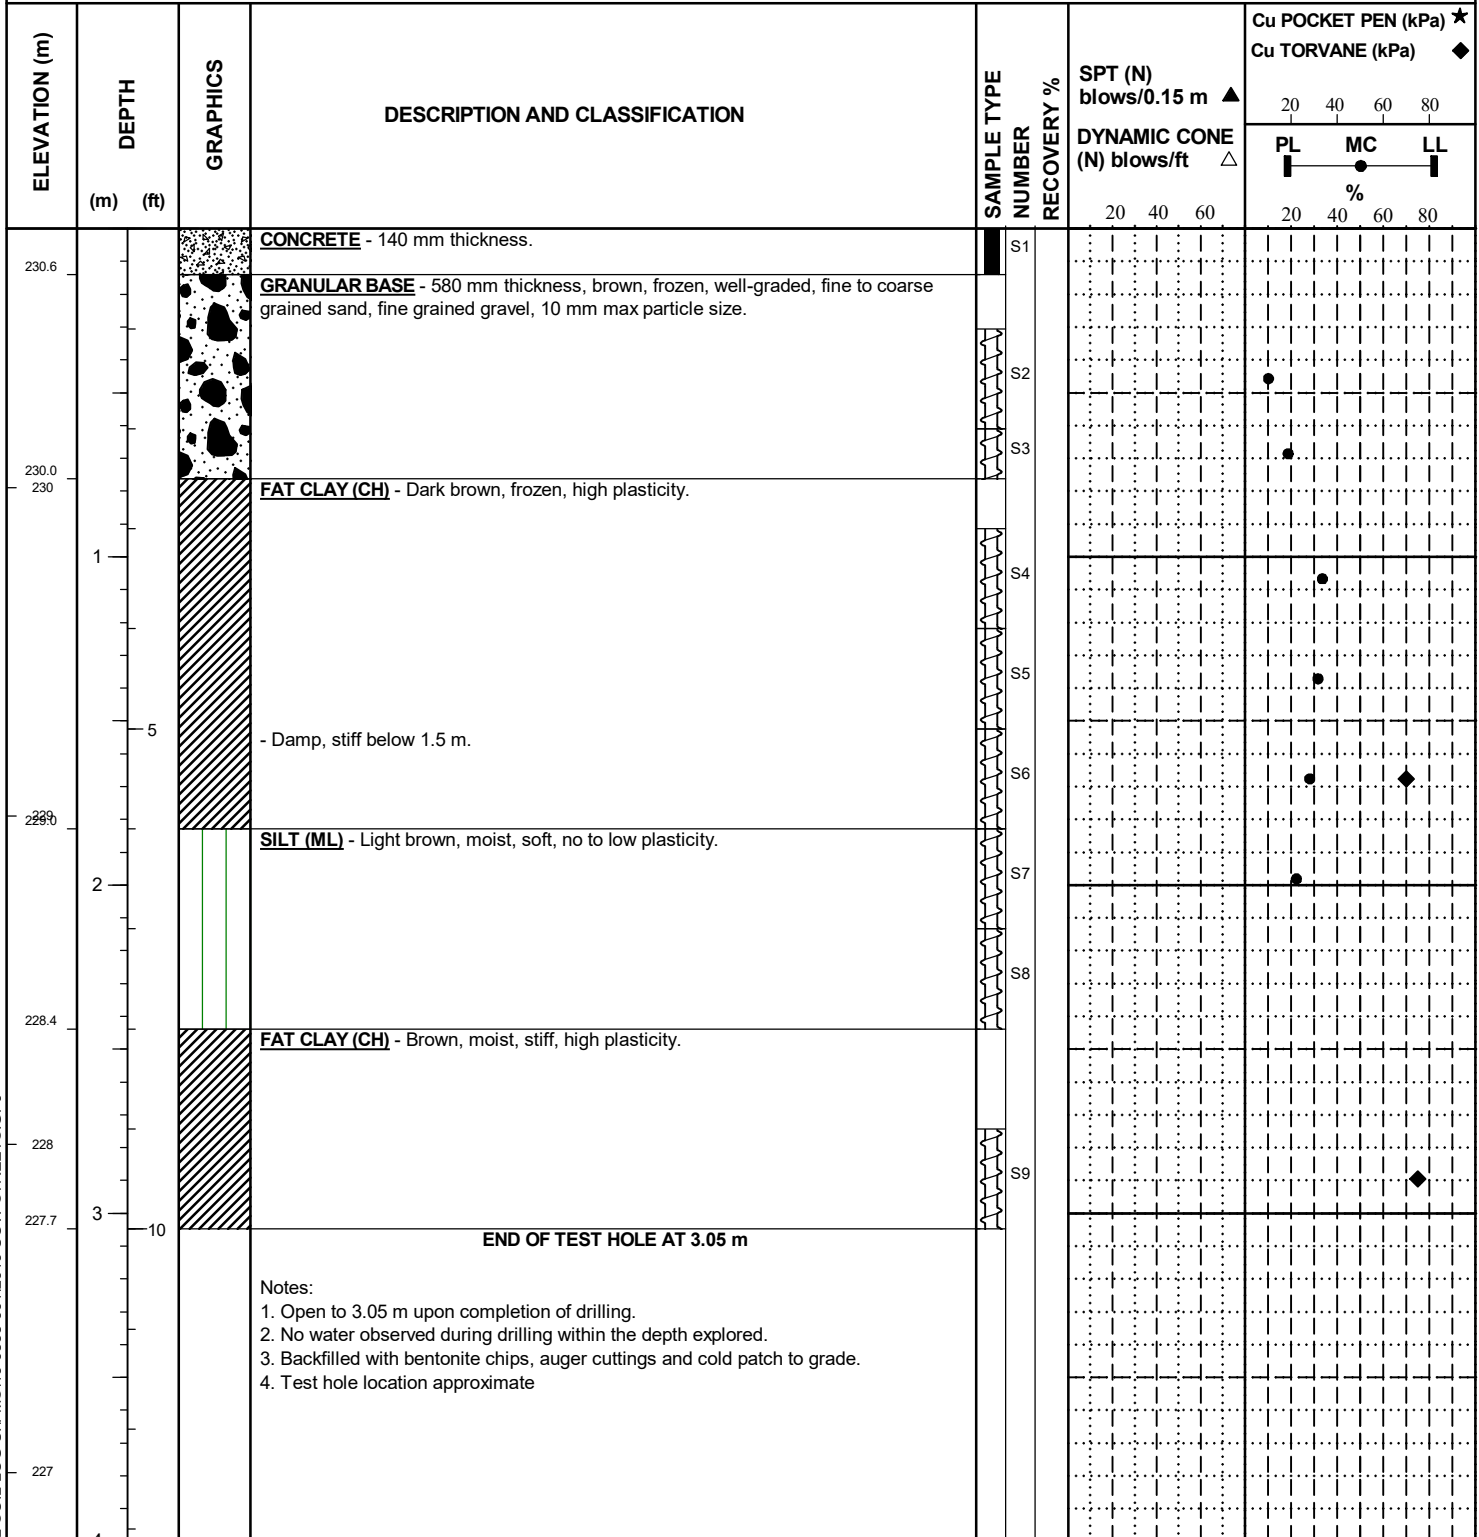 ELEVATION (m)
DEPTH
(m) (ft)
GRAPHICS
DESCRIPTION AND CLASSIFICATION
SAMPLE TYPE
NUMBER
RECOVERY %
SPT (N)
blows/0.15 m
DYNAMIC CONE
(N) blows/ft
20 40 60
Cu POCKET PEN (kPa)
Cu TORVANE (kPa)
20 40 60 80
PL MC LL
%
20 40 60 80
CONCRETE - 140 mm thickness.
S1
230.6
GRANULAR BASE - 580 mm thickness, brown, frozen, well-graded, fine to coarse
grained sand, fine grained gravel, 10 mm max particle size.
S2
S3
230.0
230
FAT CLAY (CH) - Dark brown, frozen, high plasticity.
1
S4
S5
5
- Damp, stiff below 1.5 m.
S6
229
229.0
SILT (ML) - Light brown, moist, soft, no to low plasticity.
S7
2
S8
228.4
FAT CLAY (CH) - Brown, moist, stiff, high plasticity.
228
S9
3
227.7
10
END OF TEST HOLE AT 3.05 m
Notes:
1. Open to 3.05 m upon completion of drilling.
2. No water observed during drilling within the depth explored.
3. Backfilled with bentonite chips, auger cuttings and cold patch to grade.
4. Test hole location approximate
227